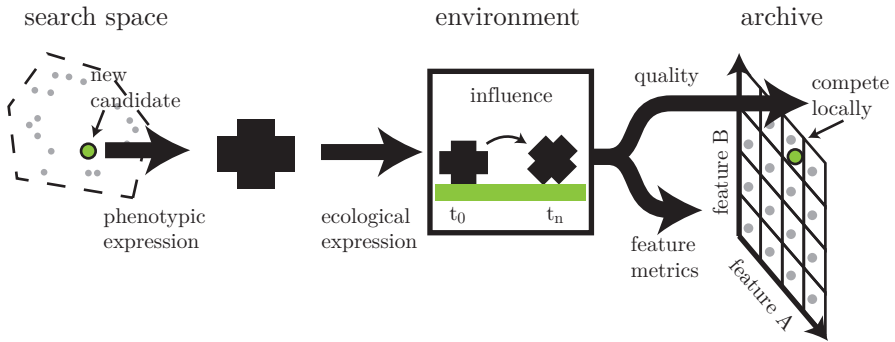 search space
new
candidate
phenotypic
expression
ecological
expression
environment
influence
t0
tn
quality
feature
metrics
archive
compete
locally
feature B
feature A